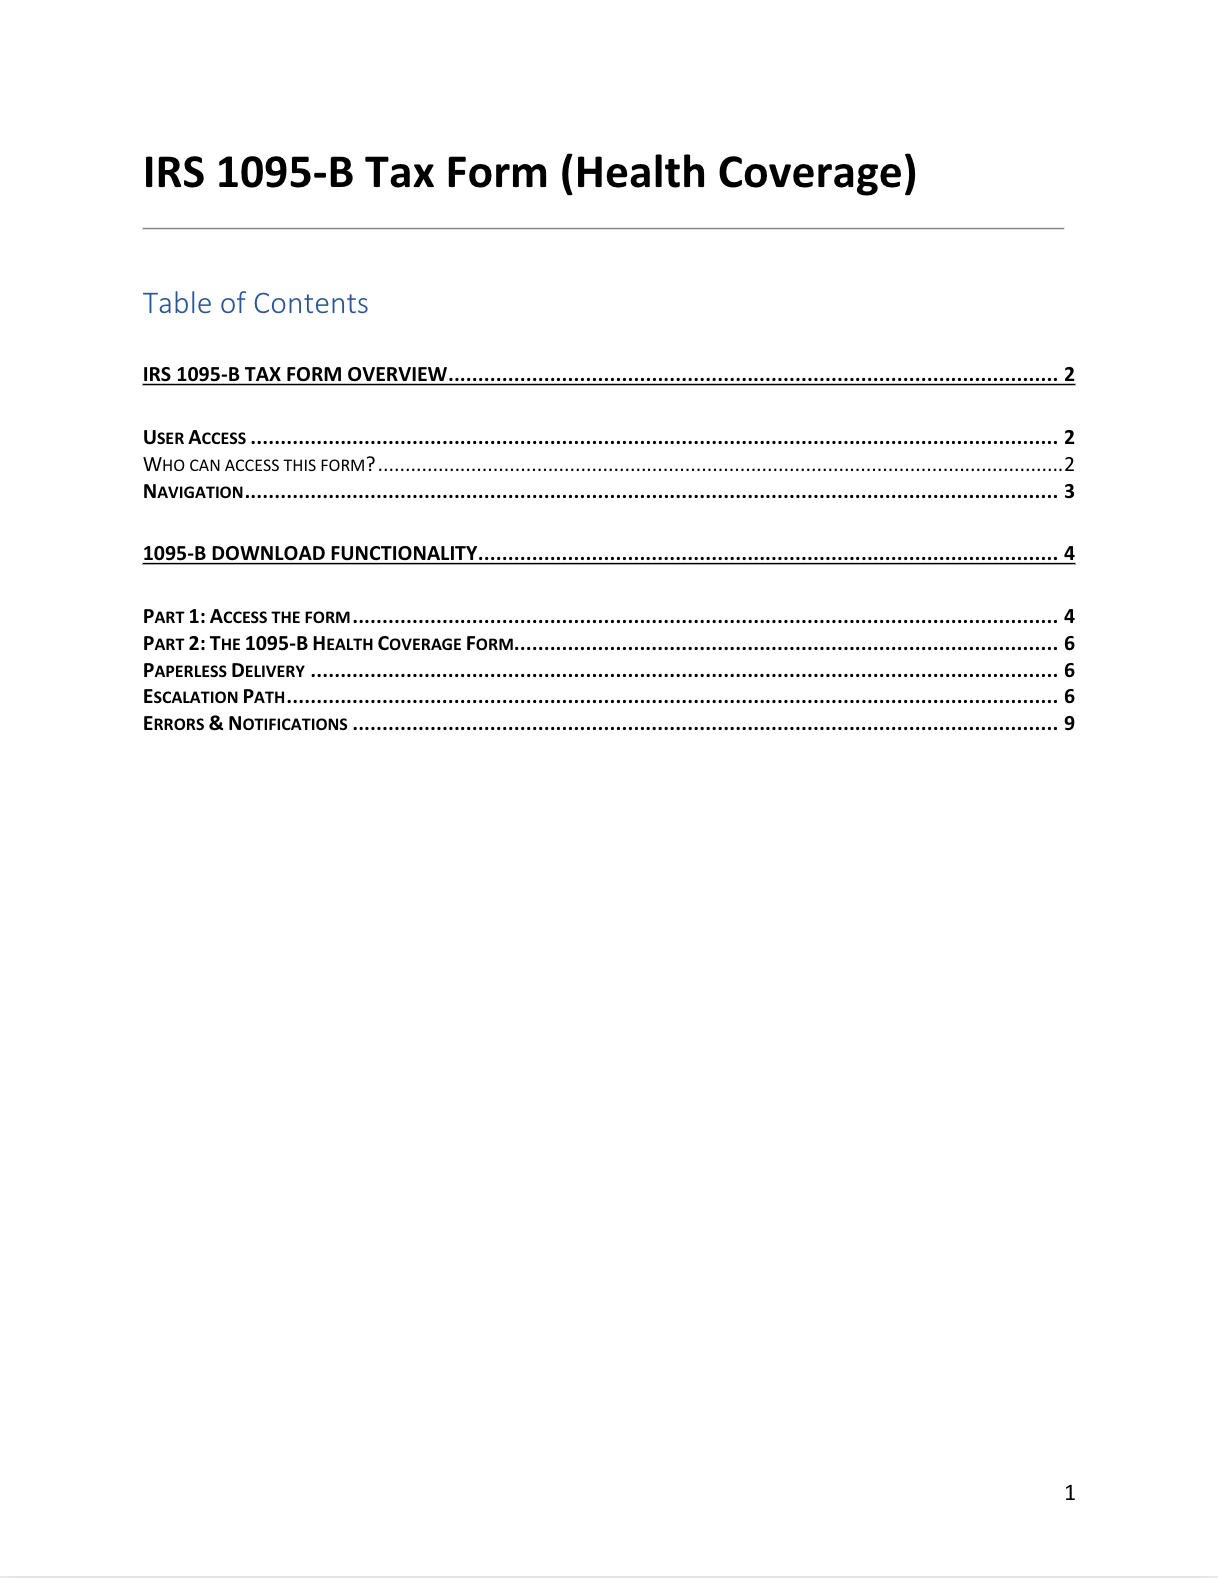 IRS 1095-B Tax Form (Health Coverage)
Table of Contents
IRS 1095-B TAX FORM OVERVIEW........................................................................................................ 2
User Access ........................................................................................................................................ 2
Who can access this form?....................................................................................................................2
Navigation......................................................................................................................................... 3
1095-B DOWNLOAD FUNCTIONALITY................................................................................................... 4
Part 1: Access the form....................................................................................................................... 4
Part 2: The 1095-B Health Coverage Form............................................................................................ 6
Paperless Delivery .............................................................................................................................. 6
Escalation Path.................................................................................................................................. 6
Errors & Notifications ....................................................................................................................... 9
1